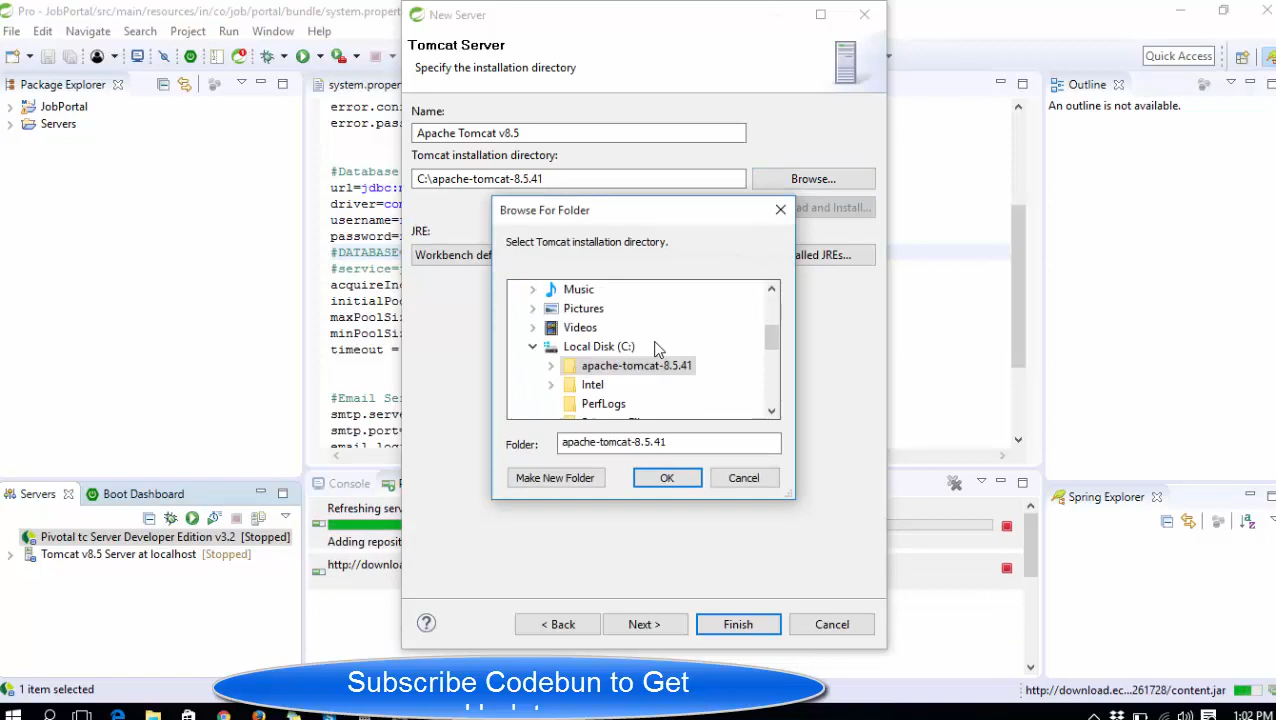 Pro - JobPortal/src/main/resources/in/co/job/portal/bundle/system.propert
File Edit Navigate Search Project Run Window Help
Quick Access
Package Explorer
JobPortal
Servers
system.proper
error.con
error.pas
#Database
url=jdbc:m
driver=co
username=
password=
#DATABASE
#service=
acquireInc
initialPoo
maxPoolSi
minPoolSi
timeout =
#Email Se
smtp.serv
smtp.port
email.log
New Server
Tomcat Server
Specify the installation directory
Name:
Apache Tomcat v8.5
Tomcat installation directory:
C:\apache-tomcat-8.5.41
Browse...
ad and Install...
JRE:
Workbench def
alled JREs...
Browse For Folder
Select Tomcat installation directory.
Music
Pictures
Videos
Local Disk (C:)
apache-tomcat-8.5.41
Intel
PerfLogs
Folder:
apache-tomcat-8.5.41
Make New Folder
OK
Cancel
< Back
Next >
Finish
Cancel
Outline
An outline is not available.
Servers
Boot Dashboard
Pivotal tc Server Developer Edition v3.2 [Stopped]
Tomcat v8.5 Server at localhost [Stopped]
Console
Refreshing serv
Adding reposit
http://downloa
Spring Explorer
1 item selected
http://download.ec...261728/content.jar
Subscribe Codebun to Get
1:02 PM